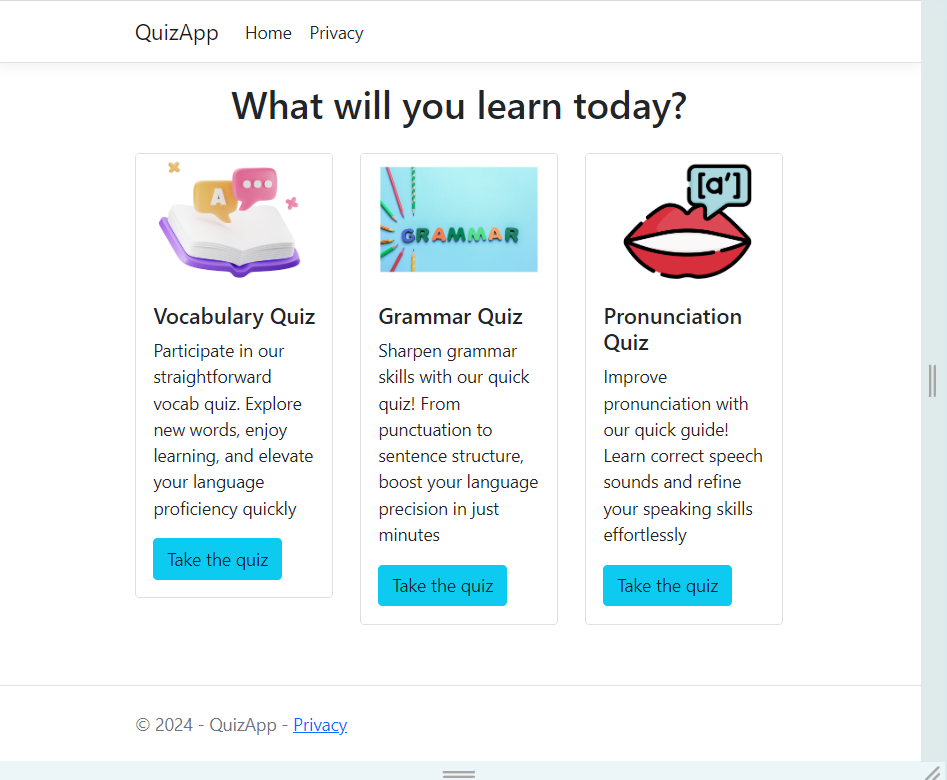 QuizApp Home Privacy
What will you learn today?
A
GRAMMAR
[a']
Vocabulary Quiz
Participate in our
straightforward
vocab quiz. Explore
new words, enjoy
learning, and elevate
your language
proficiency quickly
Take the quiz
Grammar Quiz
Sharpen grammar
skills with our quick
quiz! From
punctuation to
sentence structure,
boost your language
precision in just
minutes
Take the quiz
Pronunciation
Quiz
Improve
pronunciation with
our quick guide!
Learn correct speech
sounds and refine
your speaking skills
effortlessly
Take the quiz
© 2024 - QuizApp - Privacy